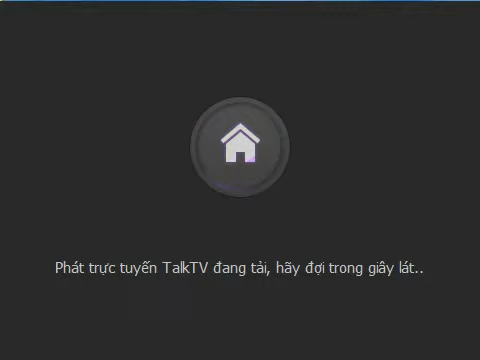 Phát trực tuyến TalkTV đang tải, hãy đợi trong giây lát..